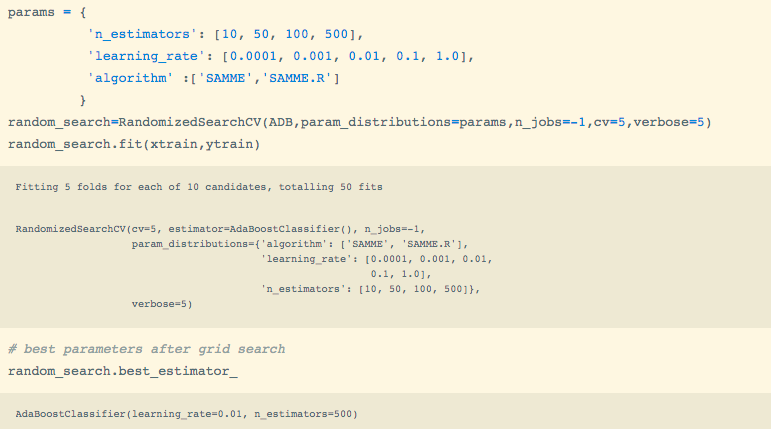 params = {
'n_estimators': [10, 50, 100, 500],
'learning_rate': [0.0001, 0.001, 0.01, 0.1, 1.0],
'algorithm' :['SAMME','SAMME.R']
}
random_search=RandomizedSearchCV(ADB,param_distributions=params,n_jobs=-1,cv=5,verbose=5)
random_search.fit(xtrain,ytrain)
Fitting 5 folds for each of 10 candidates, totalling 50 fits
RandomizedSearchCV(cv=5, estimator=AdaBoostClassifier(), n_jobs=-1,
param_distributions={'algorithm': ['SAMME', 'SAMME.R'],
'learning_rate': [0.0001, 0.001, 0.01,
0.1, 1.0],
'n_estimators': [10, 50, 100, 500]},
verbose=5)
# best parameters after grid search
random_search.best_estimator_
AdaBoostClassifier(learning_rate=0.01, n_estimators=500)